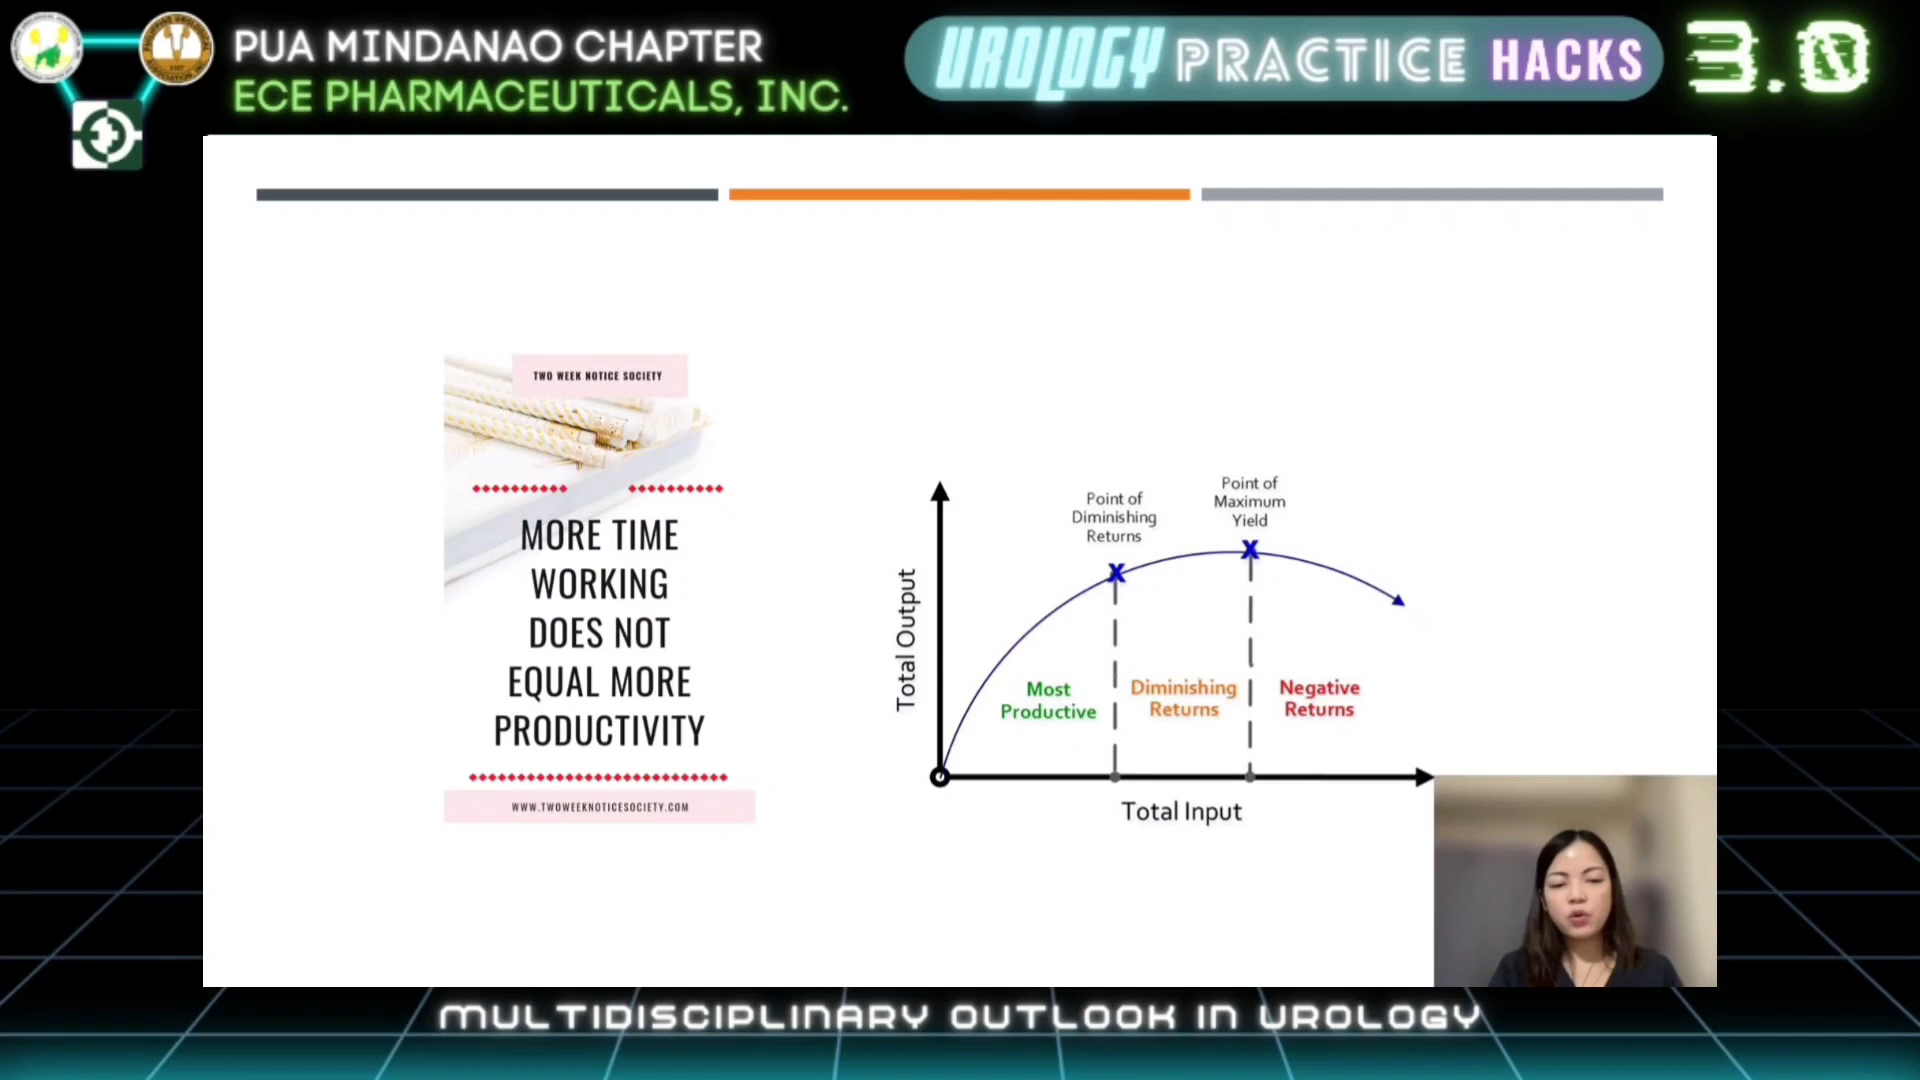 PUA MINDANAO CHAPTER
ECE PHARMACEUTICALS, INC.
UROLOGY PRACTICE HACKS 3.0
TWO WEEK NOTICE SOCIETY
MORE TIME
WORKING
DOES NOT
EQUAL MORE
PRODUCTIVITY
WWW.TWOWEEKNOTICESOCIETY.COM
Point of
Diminishing
Returns
Point of
Maximum
Yield
X
X
Total Output
Most
Productive
Diminishing
Returns
Negative
Returns
Total Input
MULTIDISCIPLINARY OUTLOOK IN UROLOGY